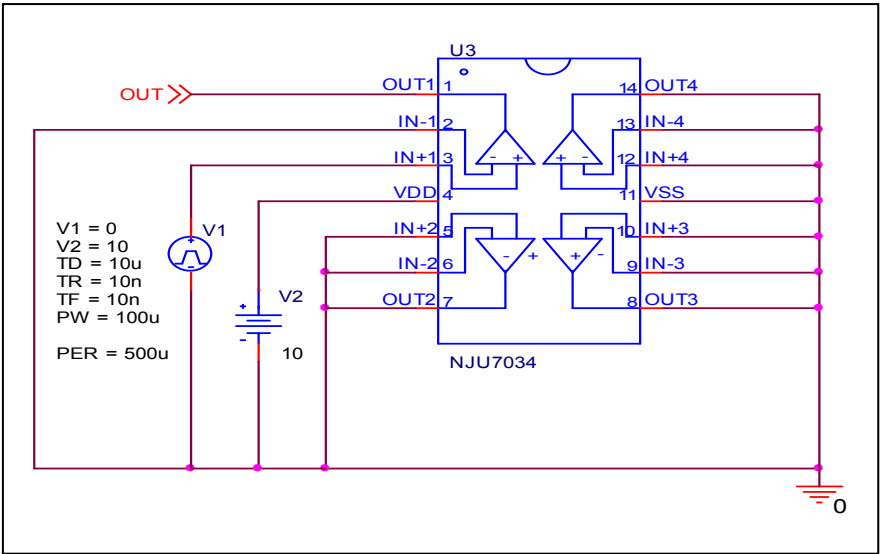 U3
OUT
OUT1 1
14 OUT4
IN-1 2
13 IN-4
IN+1 3
12 IN+4
VDD 4
11 VSS
IN+2 5
10 IN+3
IN-2 6
9 IN-3
OUT2 7
8 OUT3
- +
+ -
- +
+ -
NJU7034
V1
V1 = 0
V2 = 10
TD = 10u
TR = 10n
TF = 10n
PW = 100u
PER = 500u
+
-
V2
+
-
10
0